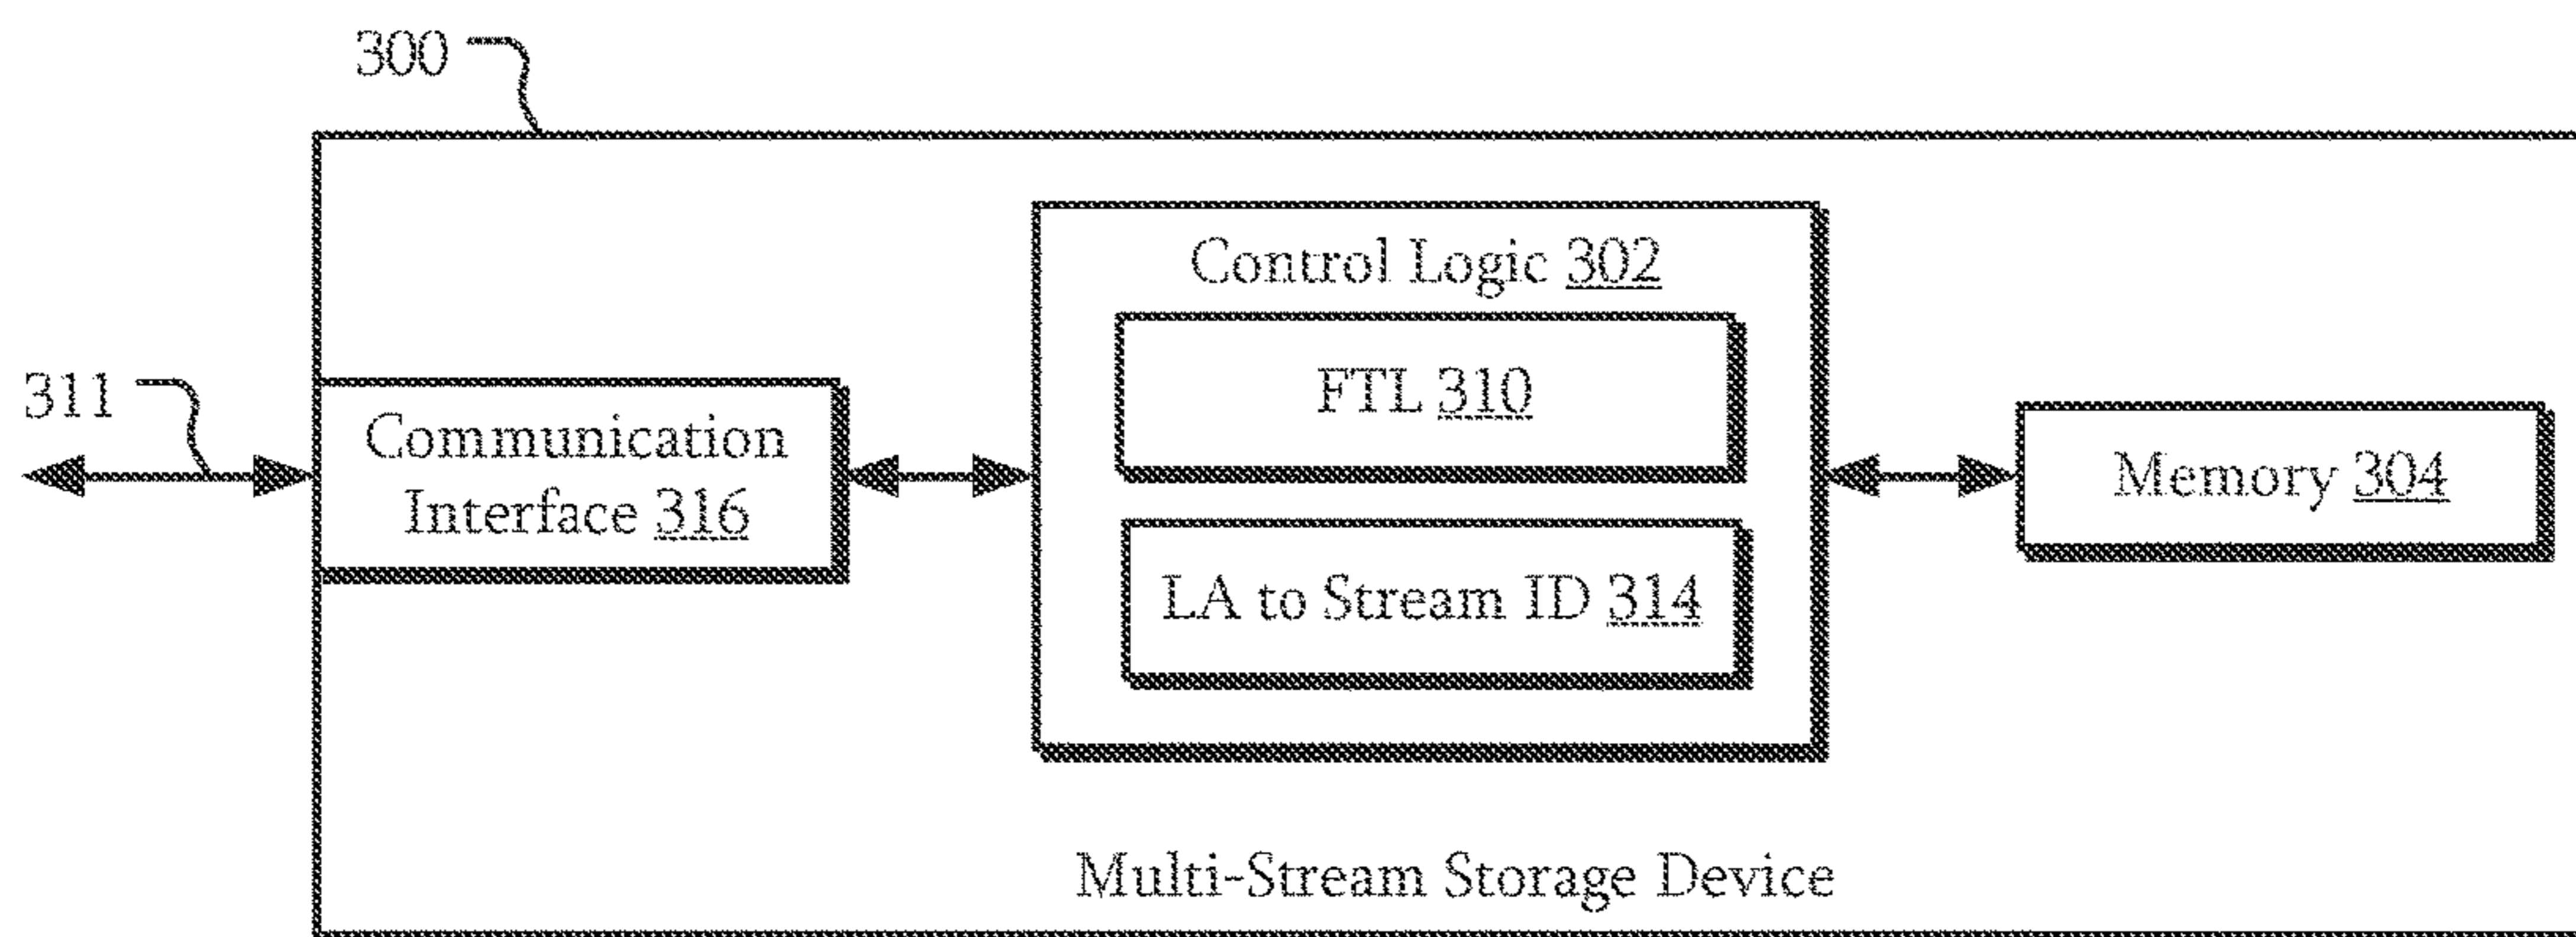 300
Control Logic 302
FTL 310
311
Communication
Interface 316
Memory 304
LA to Stream ID 314
Multi-Stream Storage Device